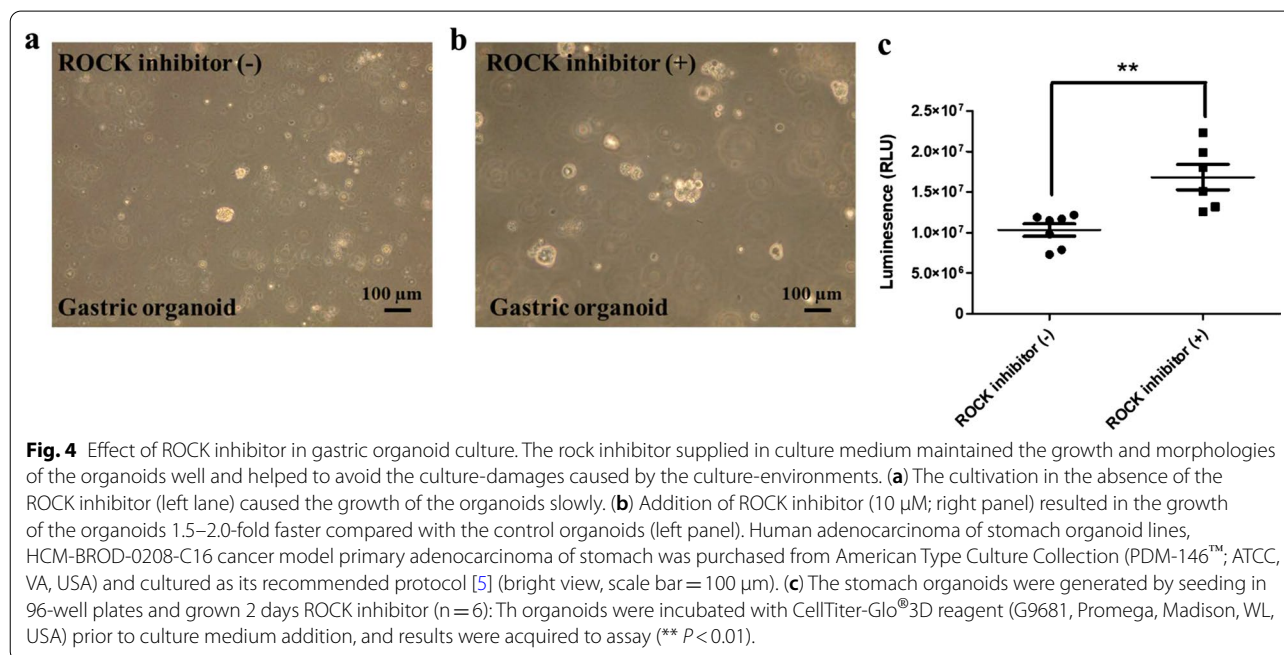 a
ROCK inhibitor (-)
Gastric organoid
100 µm
b
ROCK inhibitor (+)
Gastric organoid
100 µm
c
**
Luminesence (RLU)
2.5×10⁷
2.0×10⁷
1.5×10⁷
1.0×10⁷
5.0×10⁶
0
ROCK inhibitor (-)
ROCK inhibitor (+)
Fig. 4 Effect of ROCK inhibitor in gastric organoid culture. The rock inhibitor supplied in culture medium maintained the growth and morphologies
of the organoids well and helped to avoid the culture-damages caused by the culture-environments. (a) The cultivation in the absence of the
ROCK inhibitor (left lane) caused the growth of the organoids slowly. (b) Addition of ROCK inhibitor (10 µM; right panel) resulted in the growth
of the organoids 1.5–2.0-fold faster compared with the control organoids (left panel). Human adenocarcinoma of stomach organoid lines,
HCM-BROD-0208-C16 cancer model primary adenocarcinoma of stomach was purchased from American Type Culture Collection (PDM-146™; ATCC,
VA, USA) and cultured as its recommended protocol [5] (bright view, scale bar = 100 µm). (c) The stomach organoids were generated by seeding in
96-well plates and grown 2 days ROCK inhibitor (n = 6): Th organoids were incubated with CellTiter-Glo®3D reagent (G9681, Promega, Madison, WL,
USA) prior to culture medium addition, and results were acquired to assay (** P < 0.01).